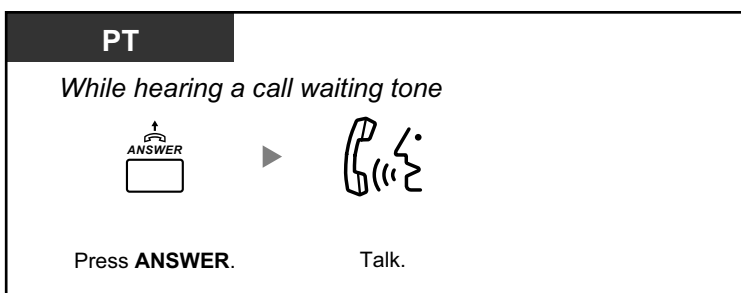 PT
While hearing a call waiting tone
ANSWER
Press ANSWER.
Talk.